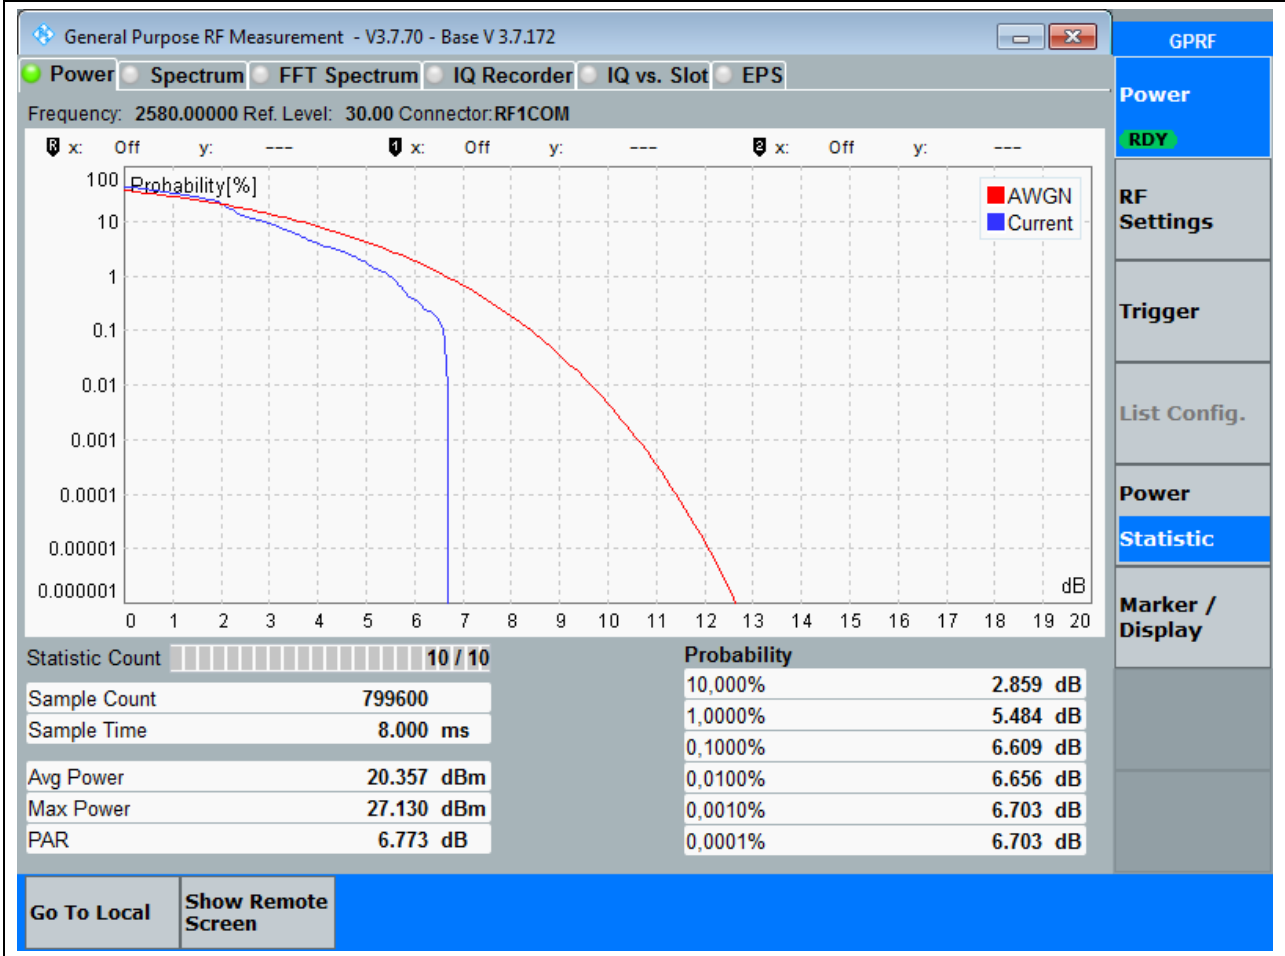 General Purpose RF Measurement - V3.7.70 - Base V 3.7.172
GPRF
Power Spectrum FFT Spectrum IQ Recorder IQ vs. Slot EPS
Frequency: 2580.00000 Ref. Level: 30.00 Connector:RF1COM
R x: Off y: --- 1 x: Off y: --- 2 x: Off y: ---
Probability[%]
100
10
1
0.1
0.01
0.001
0.0001
0.00001
0.000001
AWGN
Current
dB
0 1 2 3 4 5 6 7 8 9 10 11 12 13 14 15 16 17 18 19 20
Statistic Count 10 / 10
Sample Count 799600
Sample Time 8.000 ms
Avg Power 20.357 dBm
Max Power 27.130 dBm
PAR 6.773 dB
Probability
10,000% 2.859 dB
1,0000% 5.484 dB
0,1000% 6.609 dB
0,0100% 6.656 dB
0,0010% 6.703 dB
0,0001% 6.703 dB
Power
RDY
RF
Settings
Trigger
List Config.
Power
Statistic
Marker /
Display
Go To Local
Show Remote
Screen